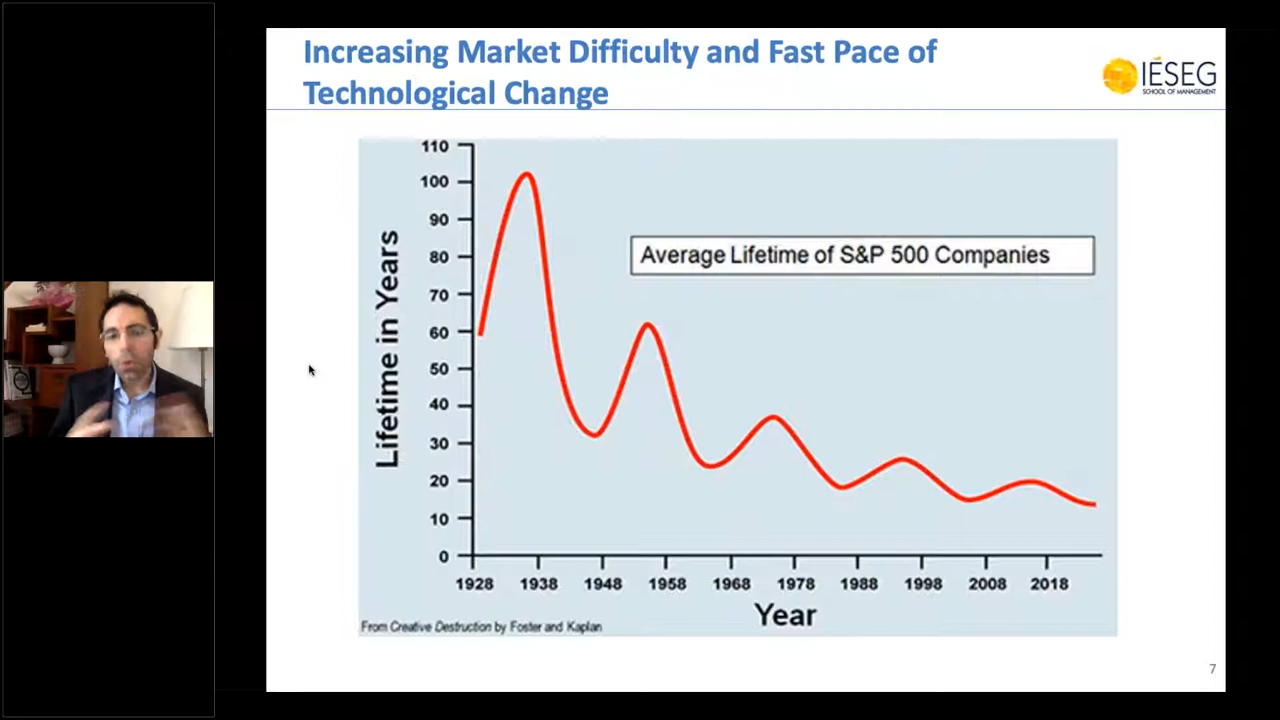 Increasing Market Difficulty and Fast Pace of
Technological Change
IÉSEG
SCHOOL OF MANAGEMENT
110
100
90
80
70
60
50
40
30
20
10
0
Lifetime in Years
Average Lifetime of S&P 500 Companies
1928 1938 1948 1958 1968 1978 1988 1998 2008 2018
Year
From Creative Destruction by Foster and Kaplan
7